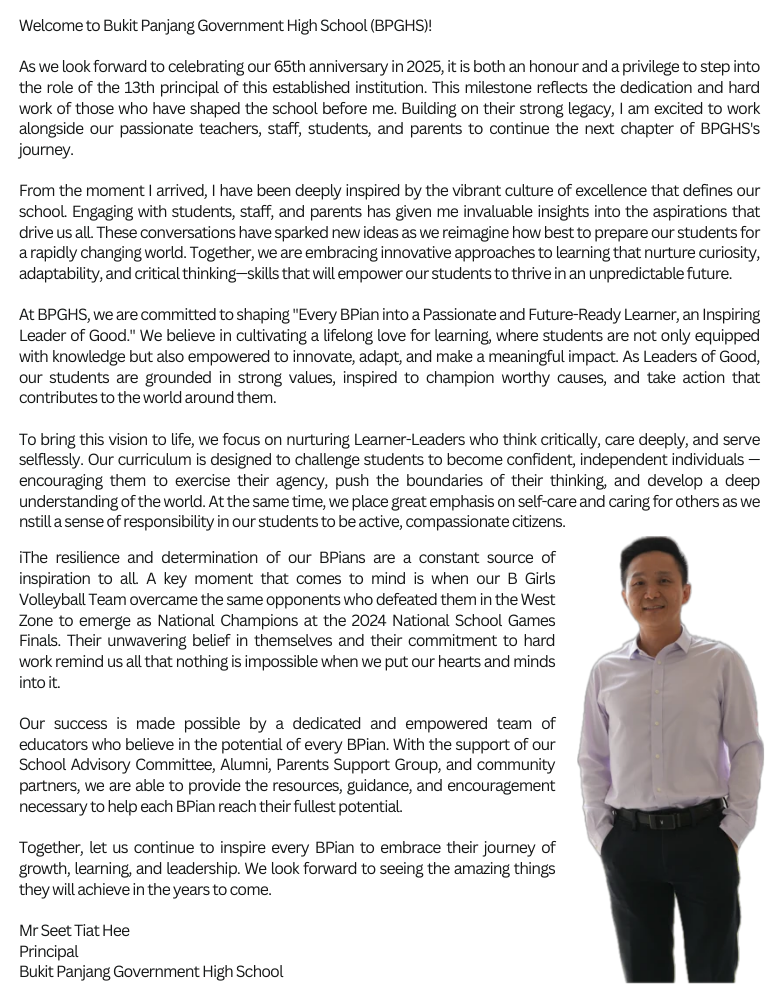 Welcome to Bukit Panjang Government High School (BPGHS)!
As we look forward to celebrating our 65th anniversary in 2025, it is both an honour and a privilege to step into
the role of the 13th principal of this established institution. This milestone reflects the dedication and hard
work of those who have shaped the school before me. Building on their strong legacy, I am excited to work
alongside our passionate teachers, staff, students, and parents to continue the next chapter of BPGHS's
journey.
From the moment I arrived, I have been deeply inspired by the vibrant culture of excellence that defines our
school. Engaging with students, staff, and parents has given me invaluable insights into the aspirations that
drive us all. These conversations have sparked new ideas as we reimagine how best to prepare our students for
a rapidly changing world. Together, we are embracing innovative approaches to learning that nurture curiosity,
adaptability, and critical thinking—skills that will empower our students to thrive in an unpredictable future.
At BPGHS, we are committed to shaping "Every BPian into a Passionate and Future-Ready Learner, an Inspiring
Leader of Good." We believe in cultivating a lifelong love for learning, where students are not only equipped
with knowledge but also empowered to innovate, adapt, and make a meaningful impact. As Leaders of Good,
our students are grounded in strong values, inspired to champion worthy causes, and take action that
contributes to the world around them.
To bring this vision to life, we focus on nurturing Learner-Leaders who think critically, care deeply, and serve
selflessly. Our curriculum is designed to challenge students to become confident, independent individuals —
encouraging them to exercise their agency, push the boundaries of their thinking, and develop a deep
understanding of the world. At the same time, we place great emphasis on self-care and caring for others as we
nstill a sense of responsibility in our students to be active, compassionate citizens.
iThe resilience and determination of our BPians are a constant source of
inspiration to all. A key moment that comes to mind is when our B Girls
Volleyball Team overcame the same opponents who defeated them in the West
Zone to emerge as National Champions at the 2024 National School Games
Finals. Their unwavering belief in themselves and their commitment to hard
work remind us all that nothing is impossible when we put our hearts and minds
into it.
Our success is made possible by a dedicated and empowered team of
educators who believe in the potential of every BPian. With the support of our
School Advisory Committee, Alumni, Parents Support Group, and community
partners, we are able to provide the resources, guidance, and encouragement
necessary to help each BPian reach their fullest potential.
Together, let us continue to inspire every BPian to embrace their journey of
growth, learning, and leadership. We look forward to seeing the amazing things
they will achieve in the years to come.
Mr Seet Tiat Hee
Principal
Bukit Panjang Government High School